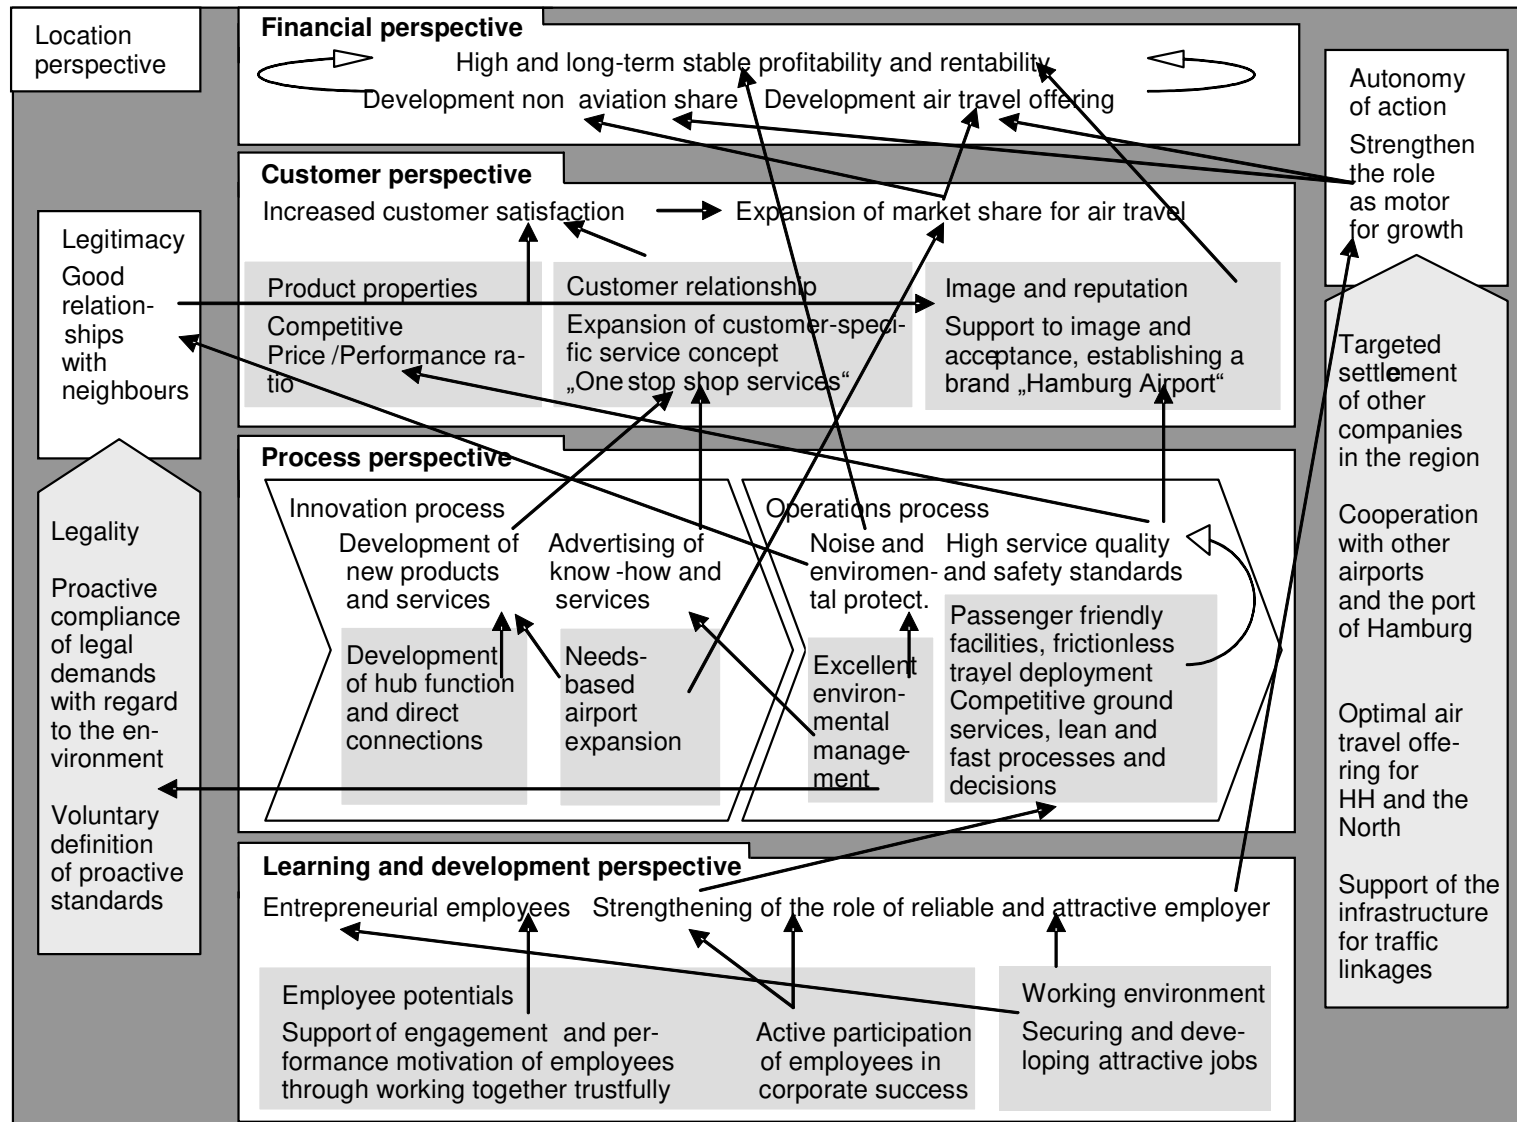 Location
perspective
Financial perspective
High and long-term stable profitability and rentability
Development non aviation share Development air travel offering
Customer perspective
Increased customer satisfaction
Expansion of market share for air travel
Product properties
Competitive
Price /Performance ra-
tio
Customer relationship
Expansion of customer-speci-
fic service concept
„One stop shop services“
Image and reputation
Support to image and
acceptance, establishing a
brand „Hamburg Airport“
Legitimacy
Good
relation-
ships
with
neighbours
Legality
Proactive
compliance
of legal
demands
with regard
to the en-
vironment
Voluntary
definition
of proactive
standards
Process perspective
Innovation process
Development of
new products
and services
Advertising of
know -how and
services
Development
of hub function
and direct
connections
Needs-
based
airport
expansion
Operations process
Noise and
enviromen-
tal protect.
High service quality
and safety standards
Excellent
environ-
mental
manage-
ment
Passenger friendly
facilities, frictionless
travel deployment
Competitive ground
services, lean and
fast processes and
decisions
Learning and development perspective
Entrepreneurial employees
Strengthening of the role of reliable and attractive employer
Employee potentials
Support of engagement and per-
formance motivation of employees
through working together trustfully
Active participation
of employees in
corporate success
Working environment
Securing and deve-
loping attractive jobs
Autonomy
of action
Strengthen
the role
as motor
for growth
Targeted
settlement
of other
companies
in the region
Cooperation
with other
airports
and the port
of Hamburg
Optimal air
travel offe-
ring for
HH and the
North
Support of the
infrastructure
for traffic
linkages